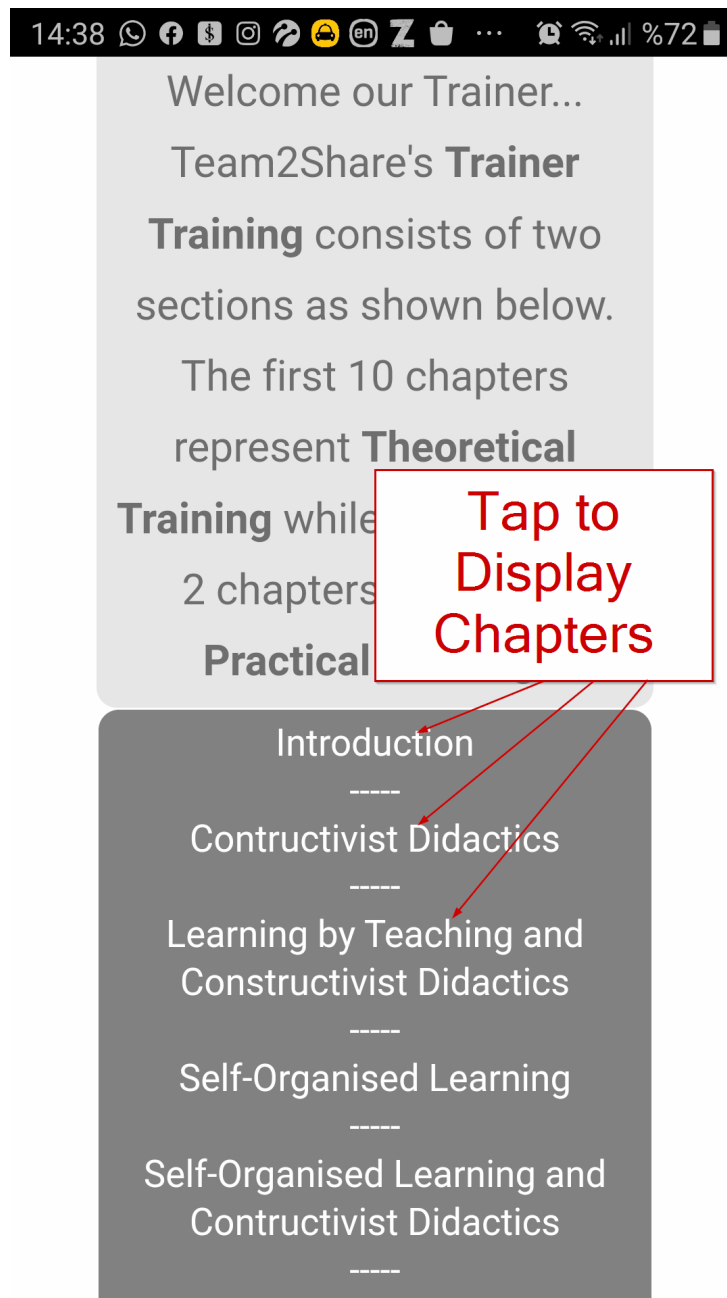 14:38 en Z ... %72
Welcome our Trainer...
Team2Share's Trainer
Training consists of two
sections as shown below.
The first 10 chapters
represent Theoretical
Training while
2 chapters
Practical
Tap to
Display
Chapters
Introduction
-----
Contructivist Didactics
-----
Learning by Teaching and
Constructivist Didactics
-----
Self-Organised Learning
-----
Self-Organised Learning and
Contructivist Didactics
-----